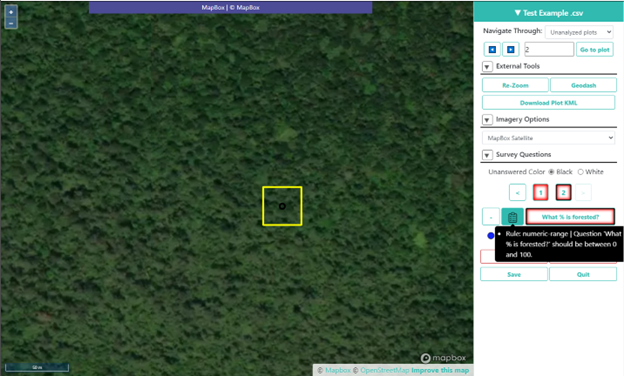 MapBox | © MapBox
+
−
▼ Test Example .csv
Navigate Through: Unanalyzed plots
2 Go to plot
External Tools
Re-Zoom Geodash
Download Plot KML
Imagery Options
MapBox Satellite
Survey Questions
Unanswered Color Black White
< 1 2
- What % is forested?
• Rule: numeric-range | Question 'What
% is forested?' should be between 0
and 100.
Save Quit
mapbox
© Mapbox © OpenStreetMap Improve this map